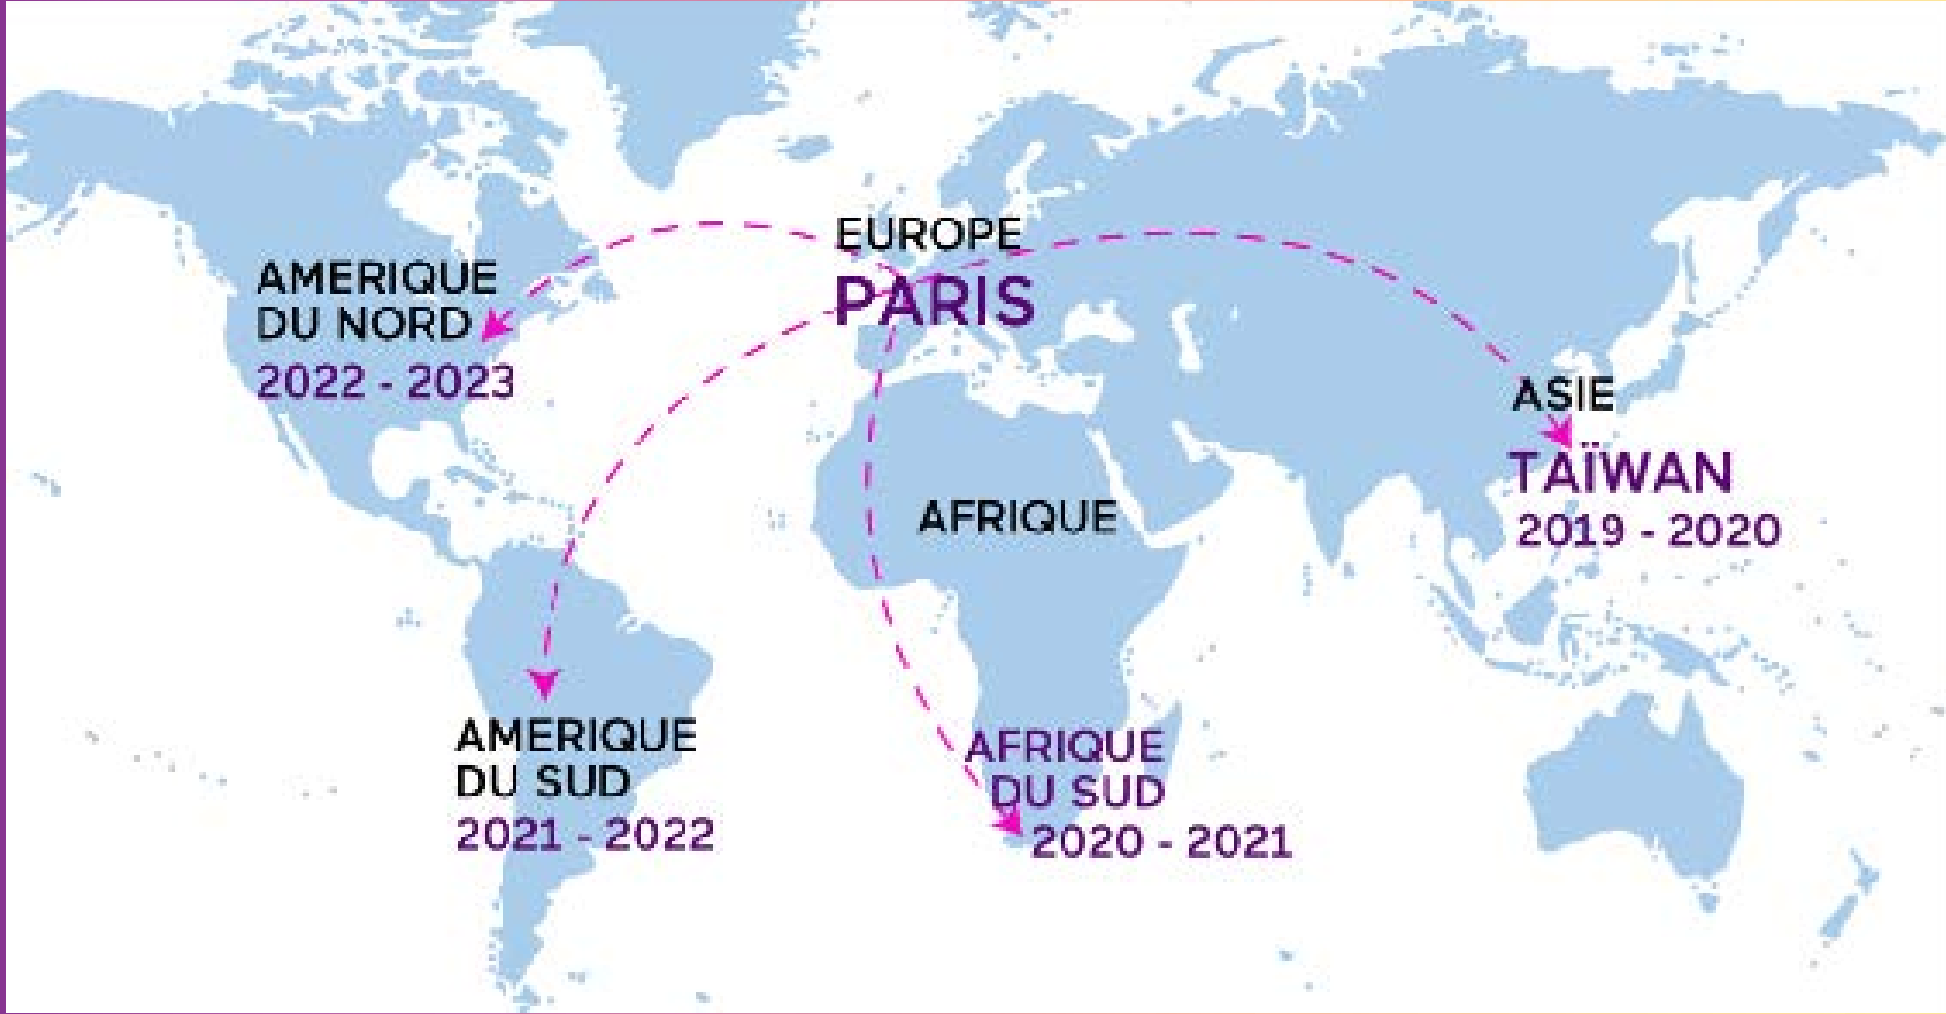 EUROPE
PARIS
AMERIQUE
DU NORD
2022 - 2023
ASIE
TAÏWAN
2019 - 2020
AFRIQUE
AMERIQUE
DU SUD
2021 - 2022
AFRIQUE
DU SUD
2020 - 2021